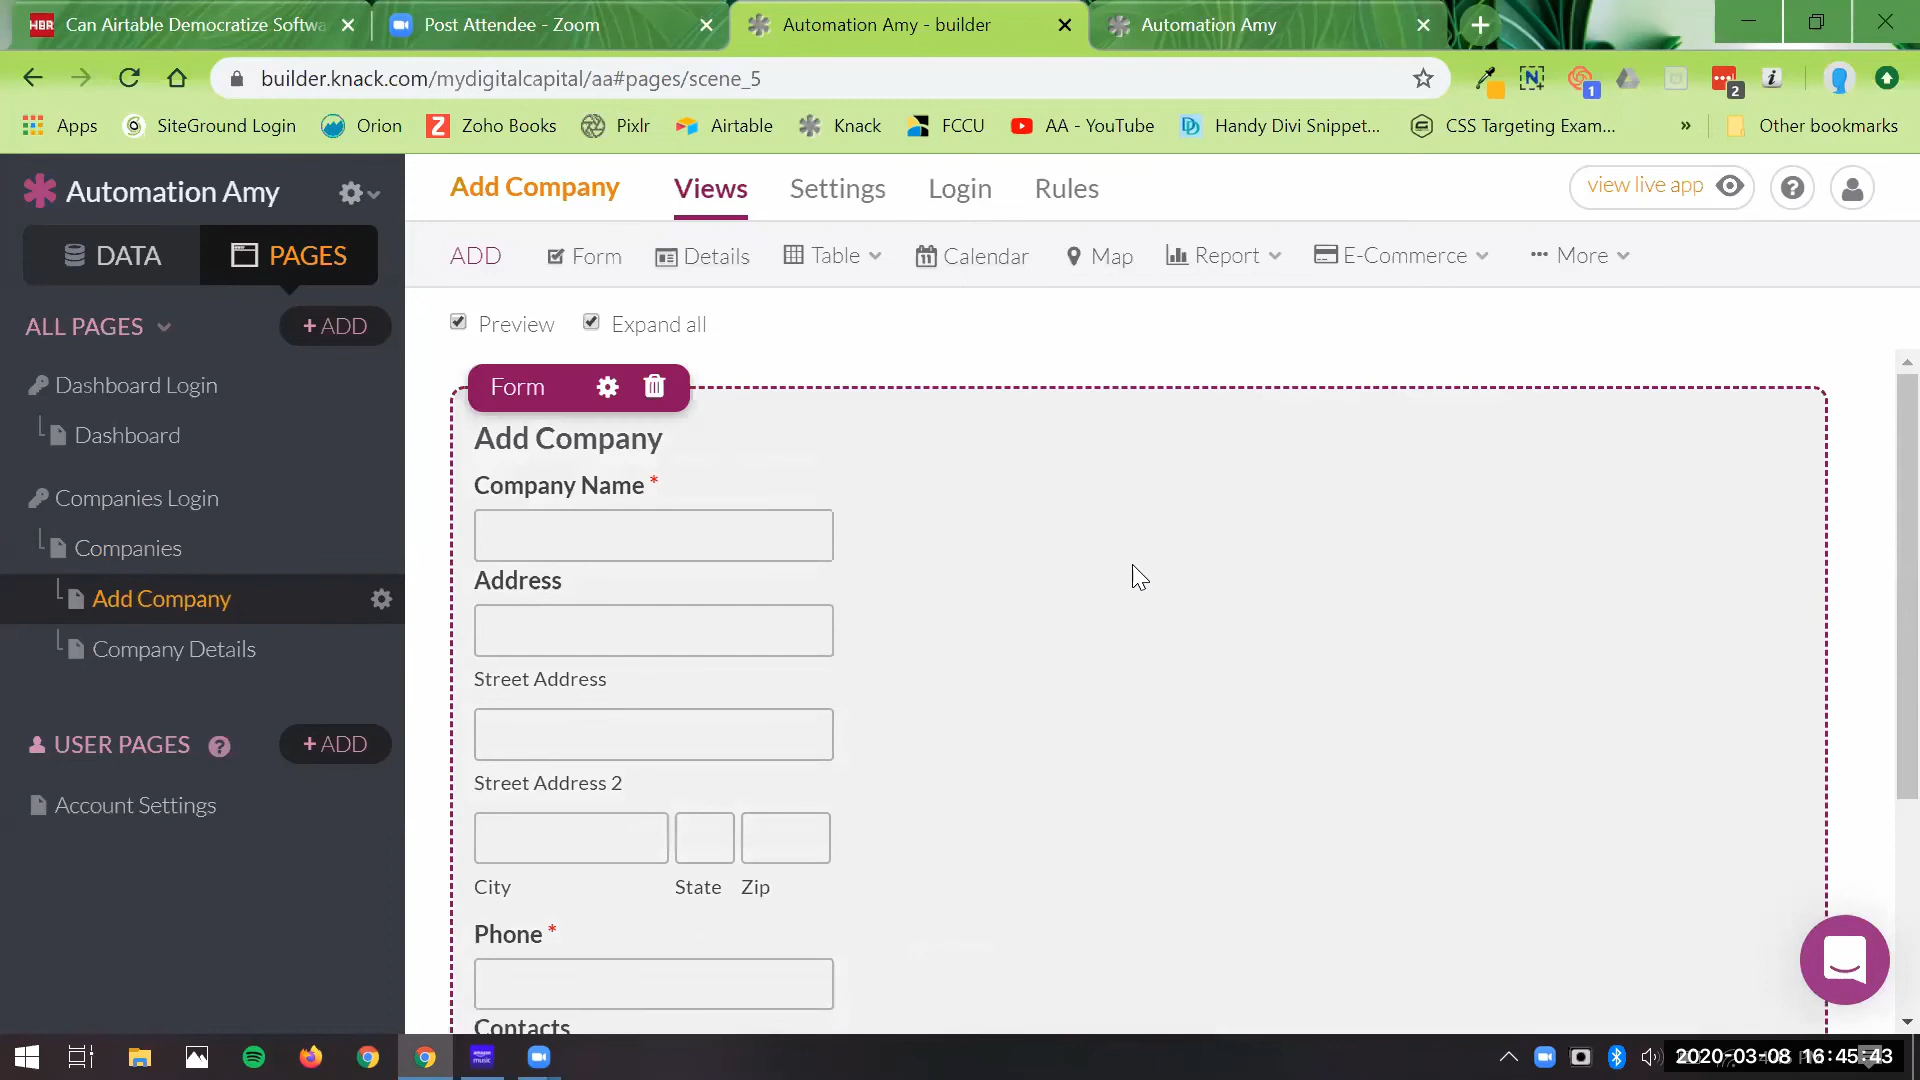 HBR Can Airtable Democratize Softwa
Post Attendee - Zoom
Automation Amy - builder
Automation Amy
builder.knack.com/mydigitalcapital/aa#pages/scene_5
1
2
Apps
SiteGround Login
Orion
Zoho Books
Pixlr
Airtable
Knack
FCCU
AA - YouTube
Handy Divi Snippet...
CSS Targeting Exam...
»
Other bookmarks
Automation Amy
Add Company
Views
Settings
Login
Rules
view live app
DATA
PAGES
ADD
Form
Details
Table
Calendar
Map
Report
E-Commerce
More
ALL PAGES
+ ADD
Preview
Expand all
Dashboard Login
Dashboard
Companies Login
Companies
Add Company
Company Details
USER PAGES ?
+ ADD
Account Settings
Form
Add Company
Company Name *
Address
Street Address
Street Address 2
City
State
Zip
Phone *
Contacts
amazon music
2020-03-08 16:45:43